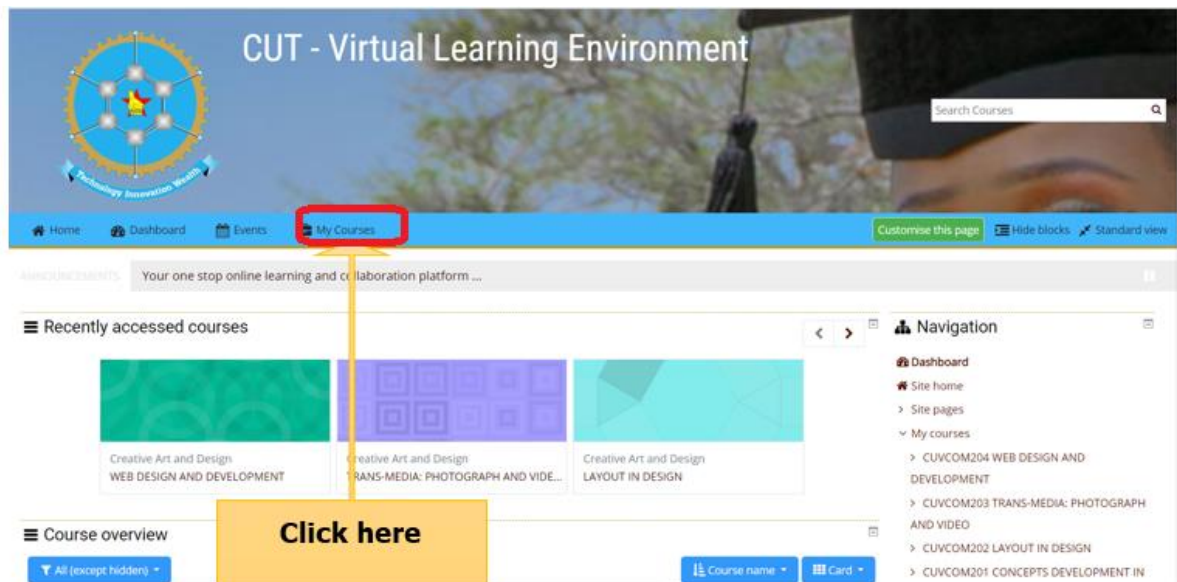 CUT - Virtual Learning Environment
Technology Innovation Wealth
Search Courses
Home Dashboard Events My Courses Customise this page Hide blocks Standard view
ANNOUNCEMENTS Your one stop online learning and collaboration platform ...
Recently accessed courses
Creative Art and Design
WEB DESIGN AND DEVELOPMENT
Creative Art and Design
TRANS-MEDIA: PHOTOGRAPH AND VIDE...
Creative Art and Design
LAYOUT IN DESIGN
Course overview
All (except hidden)
Course name
Card
Click here
Navigation
Dashboard
Site home
Site pages
My courses
CUVCOM204 WEB DESIGN AND
DEVELOPMENT
CUVCOM203 TRANS-MEDIA: PHOTOGRAPH
AND VIDEO
CUVCOM202 LAYOUT IN DESIGN
CUVCOM201 CONCEPTS DEVELOPMENT IN